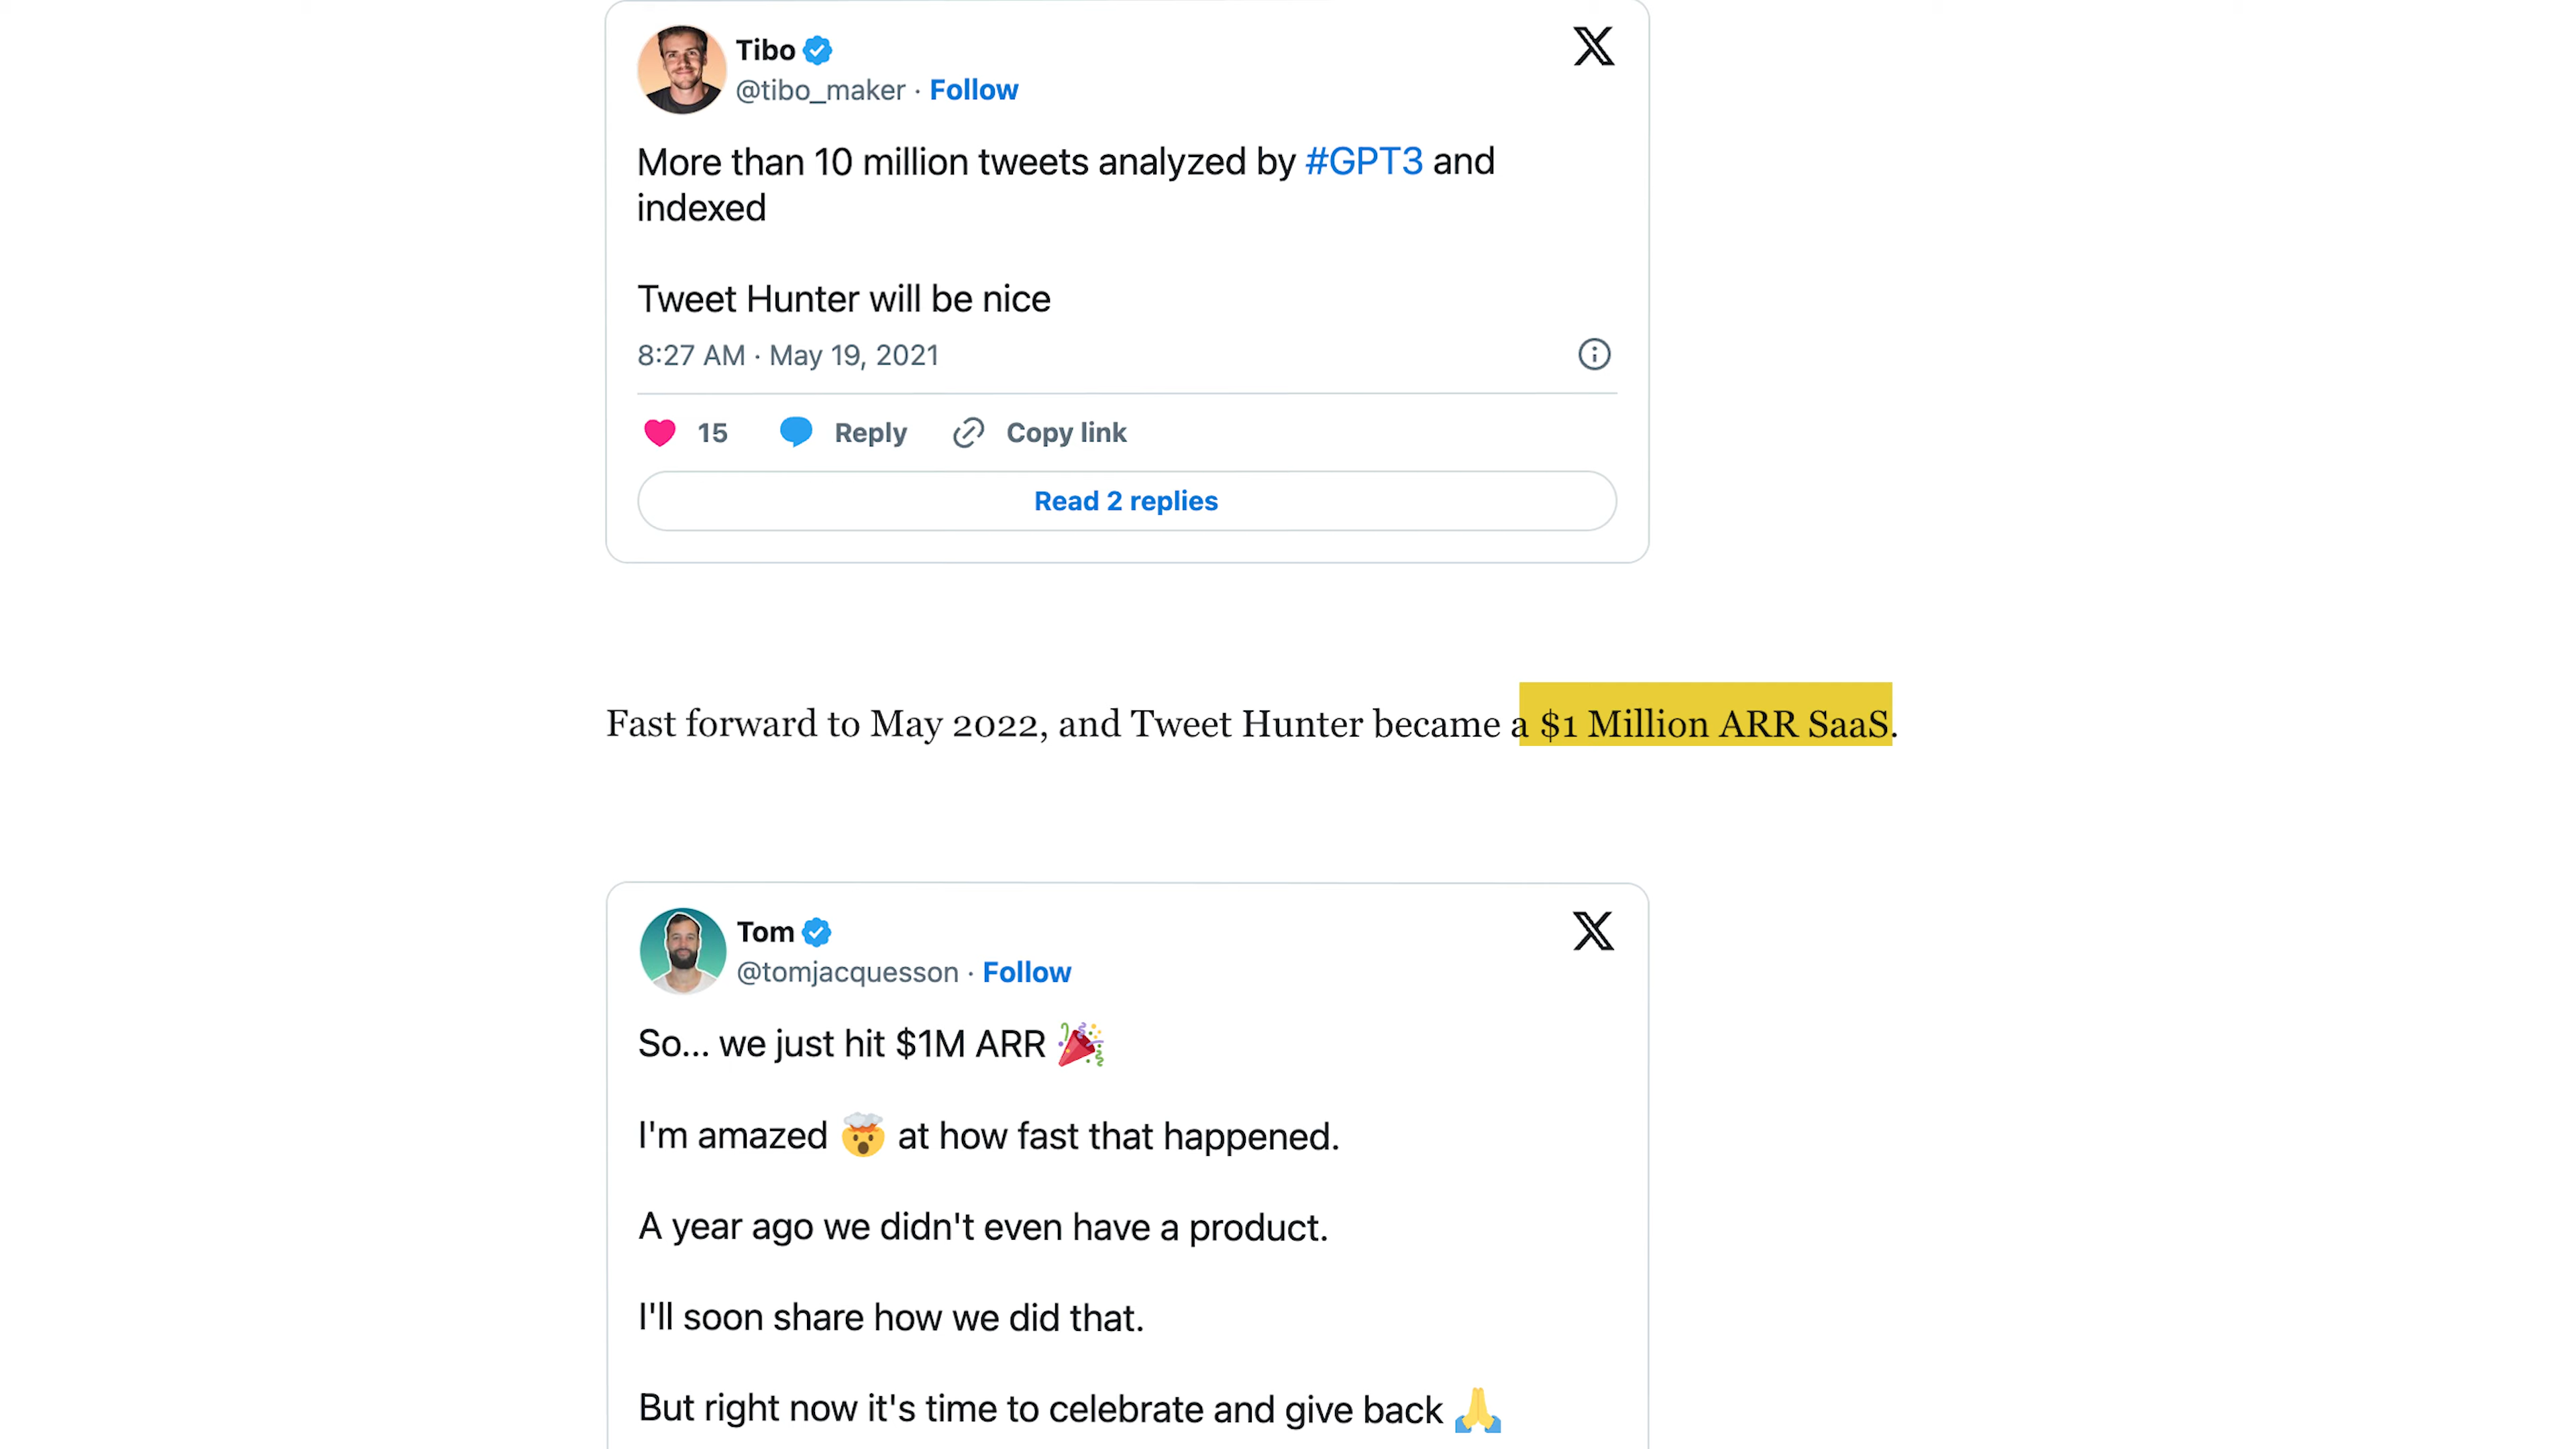 Tibo
@tibo_maker · Follow
More than 10 million tweets analyzed by #GPT3 and
indexed
Tweet Hunter will be nice
8:27 AM · May 19, 2021
15 Reply Copy link
Read 2 replies
Fast forward to May 2022, and Tweet Hunter became a $1 Million ARR SaaS.
Tom
@tomjacquesson · Follow
So... we just hit $1M ARR 🎉
I'm amazed 🤯 at how fast that happened.
A year ago we didn't even have a product.
I'll soon share how we did that.
But right now it's time to celebrate and give back 🙏